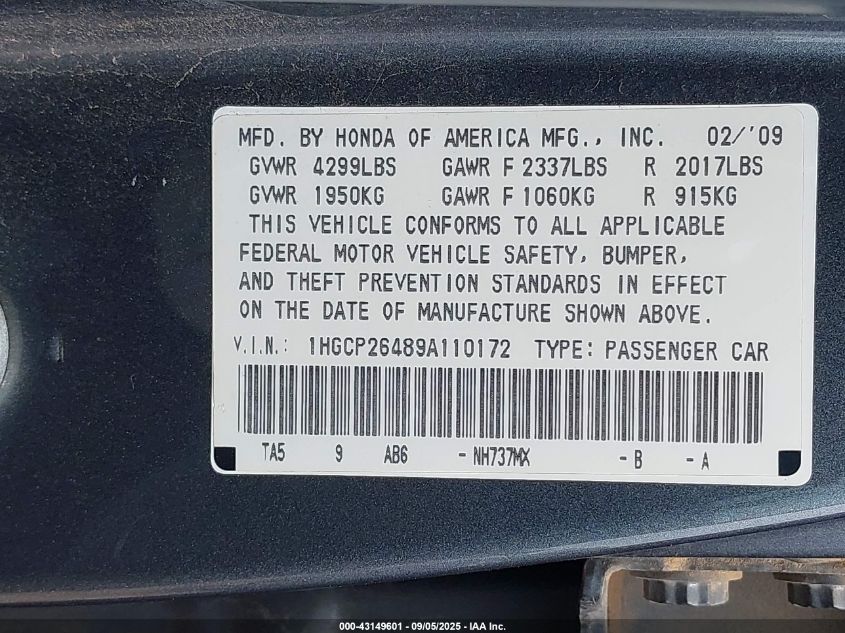 MFD. BY HONDA OF AMERICA MFG., INC. 02/'09
GVWR 4299LBS GAWR F 2337LBS R 2017LBS
GVWR 1950KG GAWR F 1060KG R 915KG
THIS VEHICLE CONFORMS TO ALL APPLICABLE
FEDERAL MOTOR VEHICLE SAFETY, BUMPER,
AND THEFT PREVENTION STANDARDS IN EFFECT
ON THE DATE OF MANUFACTURE SHOWN ABOVE.
V.I.N.: 1HGCP26489A110172 TYPE: PASSENGER CAR
TA5 9 AB6 - NH737MX - B - A
000-43149601 - 09/05/2025 - IAA Inc.